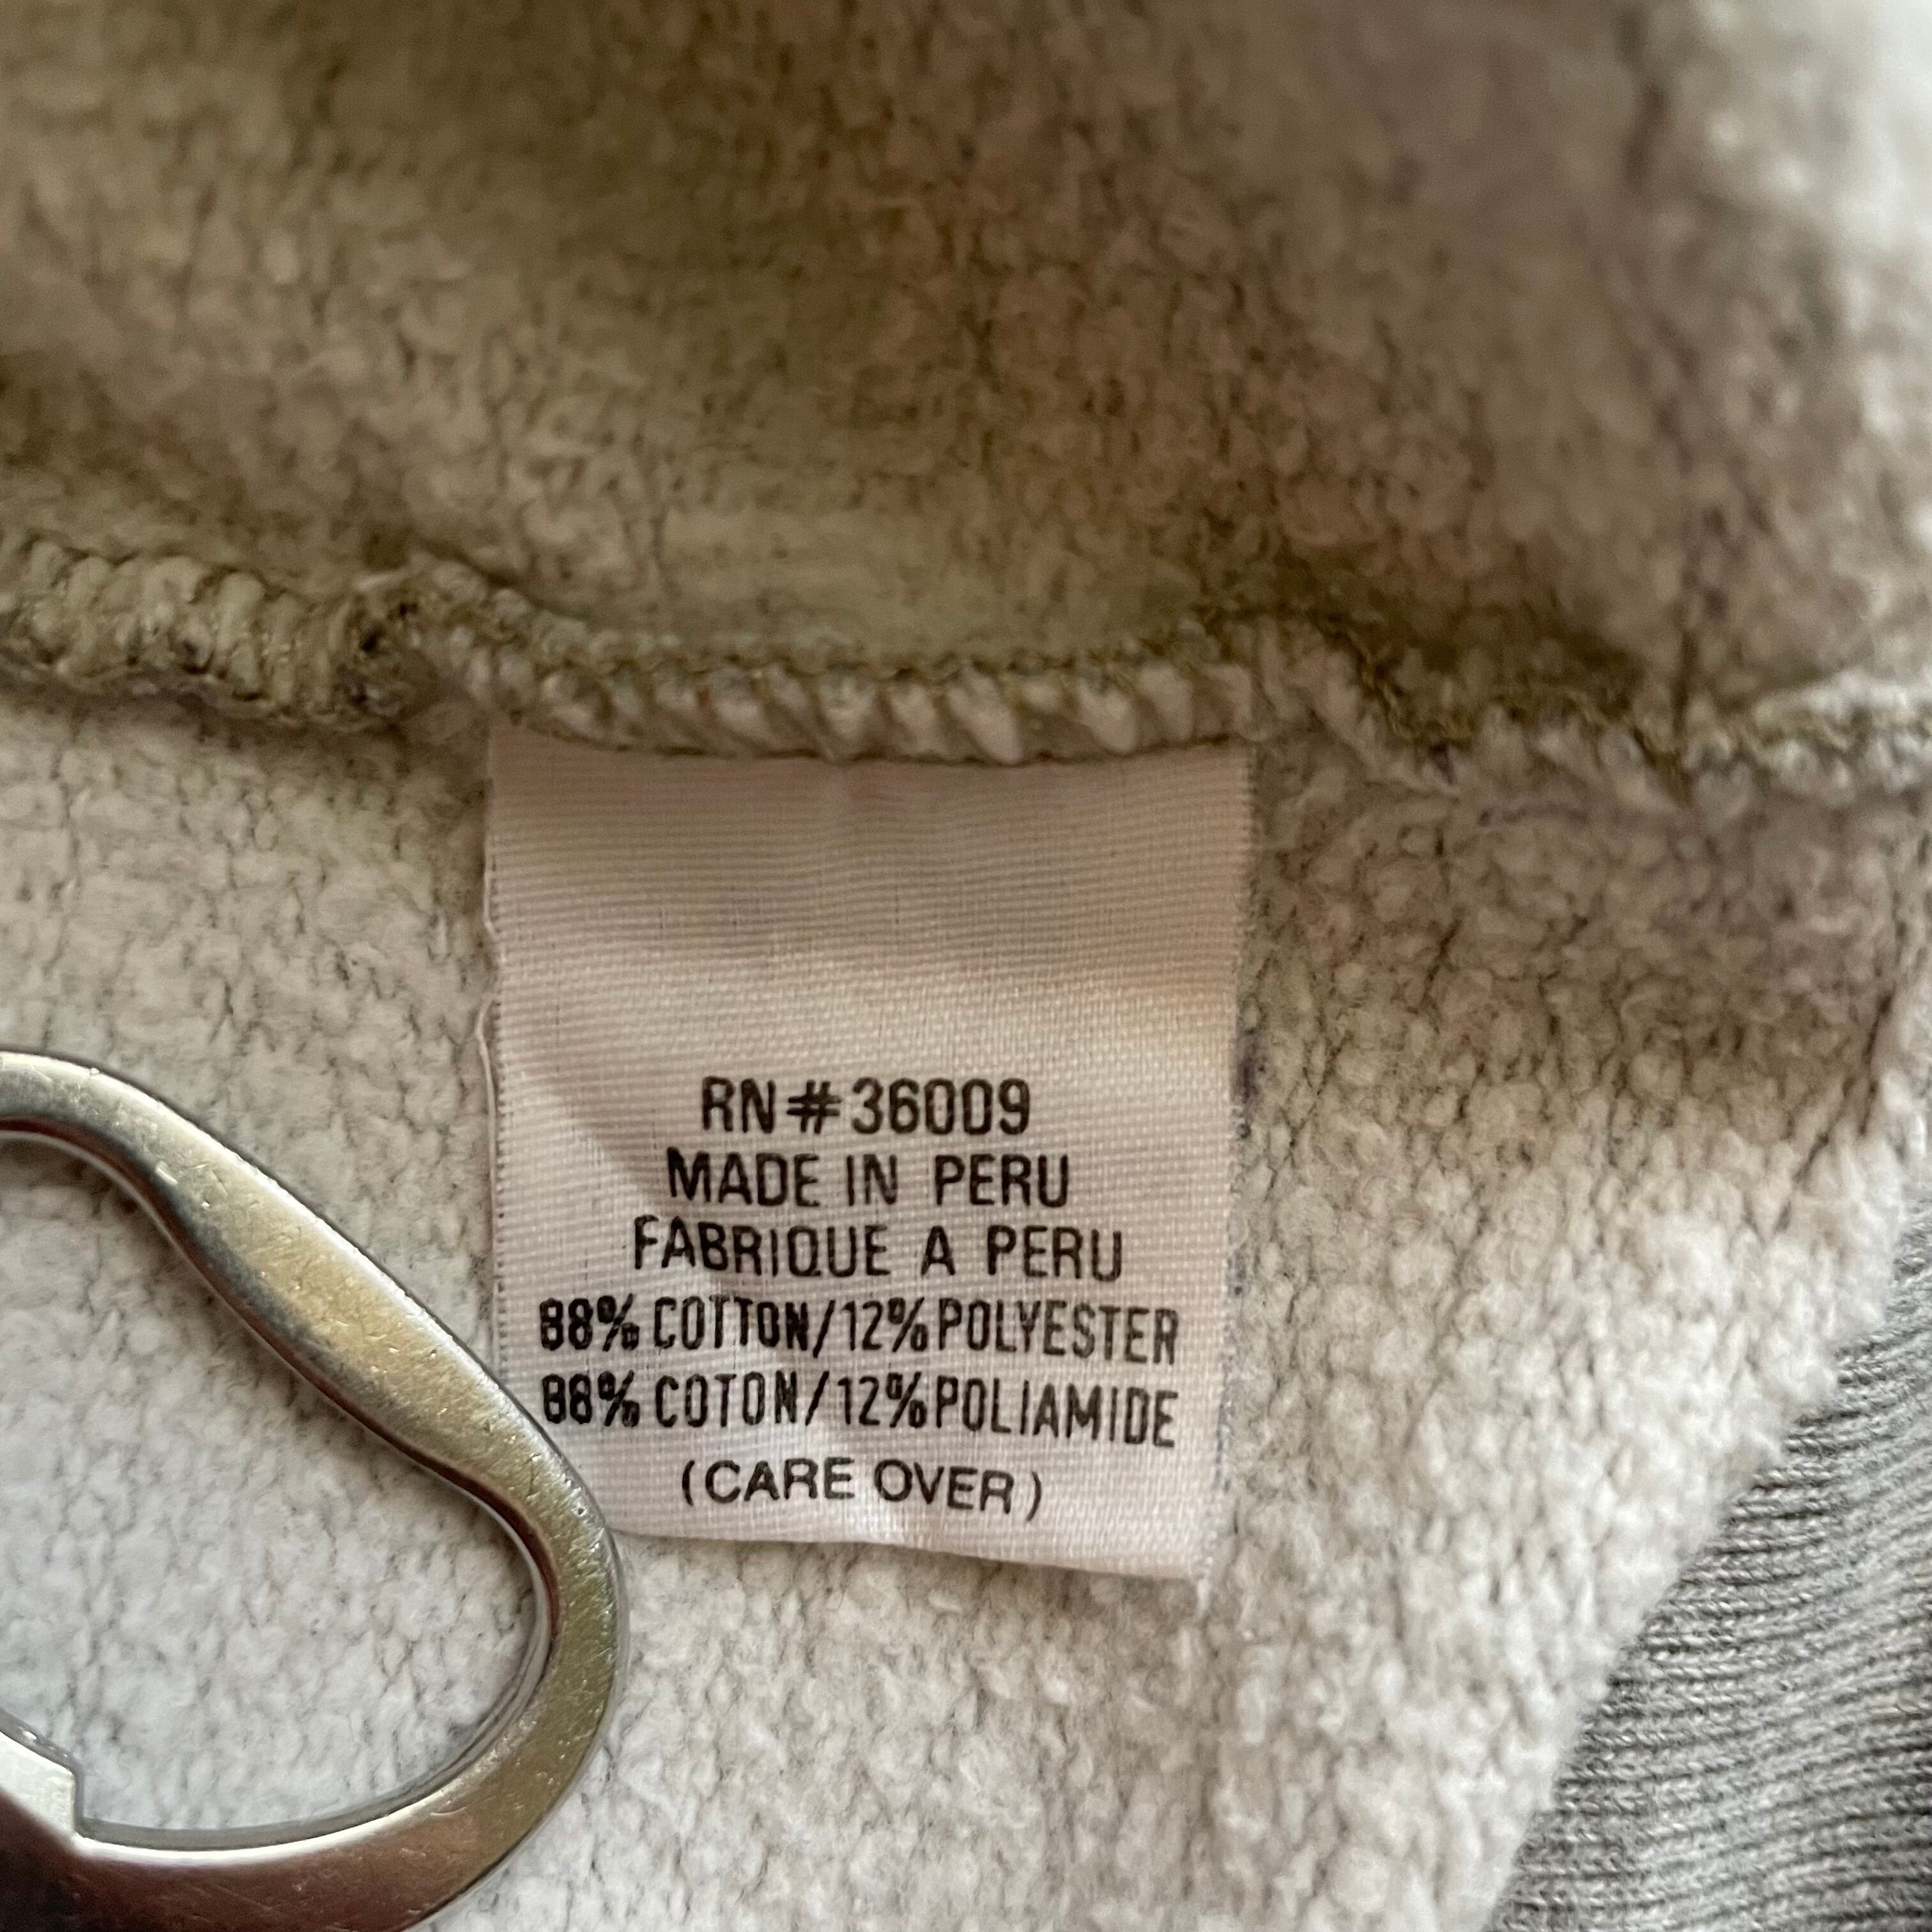 RN#36009
MADE IN PERU
FABRIQUE A PERU
88% COTTON/12% POLYESTER
88% COTON/12% POLIAMIDE
(CARE OVER)